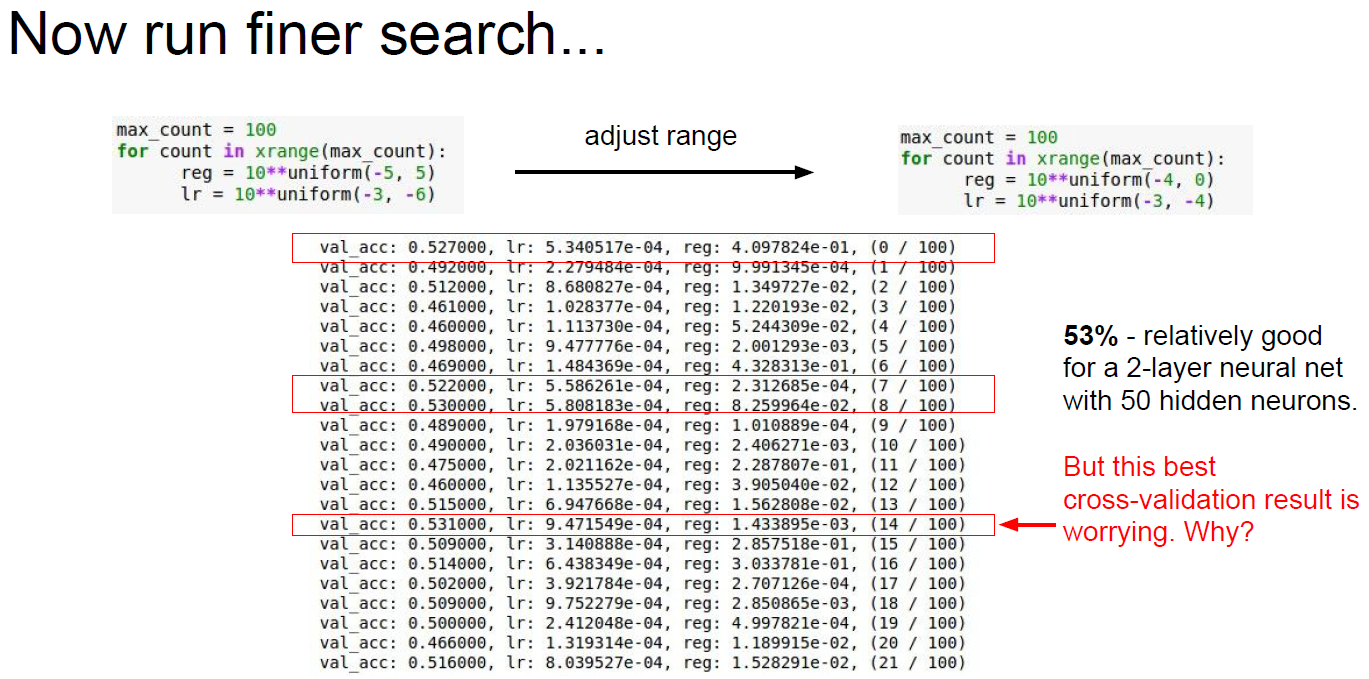 Now run finer search...
max_count = 100
for count in xrange(max_count):
reg = 10**uniform(-5, 5)
lr = 10**uniform(-3, -6)
adjust range
max_count = 100
for count in xrange(max_count):
reg = 10**uniform(-4, 0)
lr = 10**uniform(-3, -4)
val_acc: 0.527000, lr: 5.340517e-04, reg: 4.097824e-01, (0 / 100)
val_acc: 0.492000, lr: 2.279484e-04, reg: 9.991345e-04, (1 / 100)
val_acc: 0.512000, lr: 8.680827e-04, reg: 1.349727e-02, (2 / 100)
val_acc: 0.461000, lr: 1.028377e-04, reg: 1.220193e-02, (3 / 100)
val_acc: 0.460000, lr: 1.113730e-04, reg: 5.244309e-02, (4 / 100)
val_acc: 0.498000, lr: 9.477776e-04, reg: 2.001293e-03, (5 / 100)
val_acc: 0.469000, lr: 1.484369e-04, reg: 4.328313e-01, (6 / 100)
val_acc: 0.522000, lr: 5.586261e-04, reg: 2.312685e-04, (7 / 100)
val_acc: 0.530000, lr: 5.808183e-04, reg: 8.259964e-02, (8 / 100)
val_acc: 0.489000, lr: 1.979168e-04, reg: 1.010889e-04, (9 / 100)
val_acc: 0.490000, lr: 2.036031e-04, reg: 2.406271e-03, (10 / 100)
val_acc: 0.475000, lr: 2.021162e-04, reg: 2.287807e-01, (11 / 100)
val_acc: 0.460000, lr: 1.135527e-04, reg: 3.905040e-02, (12 / 100)
val_acc: 0.515000, lr: 6.947668e-04, reg: 1.562808e-02, (13 / 100)
val_acc: 0.531000, lr: 9.471549e-04, reg: 1.433895e-03, (14 / 100)
val_acc: 0.509000, lr: 3.140888e-04, reg: 2.857518e-01, (15 / 100)
val_acc: 0.514000, lr: 6.438349e-04, reg: 3.033781e-01, (16 / 100)
val_acc: 0.502000, lr: 3.921784e-04, reg: 2.707126e-04, (17 / 100)
val_acc: 0.509000, lr: 9.752279e-04, reg: 2.850865e-03, (18 / 100)
val_acc: 0.500000, lr: 2.412048e-04, reg: 4.997821e-04, (19 / 100)
val_acc: 0.466000, lr: 1.319314e-04, reg: 1.189915e-02, (20 / 100)
val_acc: 0.516000, lr: 8.039527e-04, reg: 1.528291e-02, (21 / 100)
53% - relatively good
for a 2-layer neural net
with 50 hidden neurons.
But this best
cross-validation result is
worrying. Why?